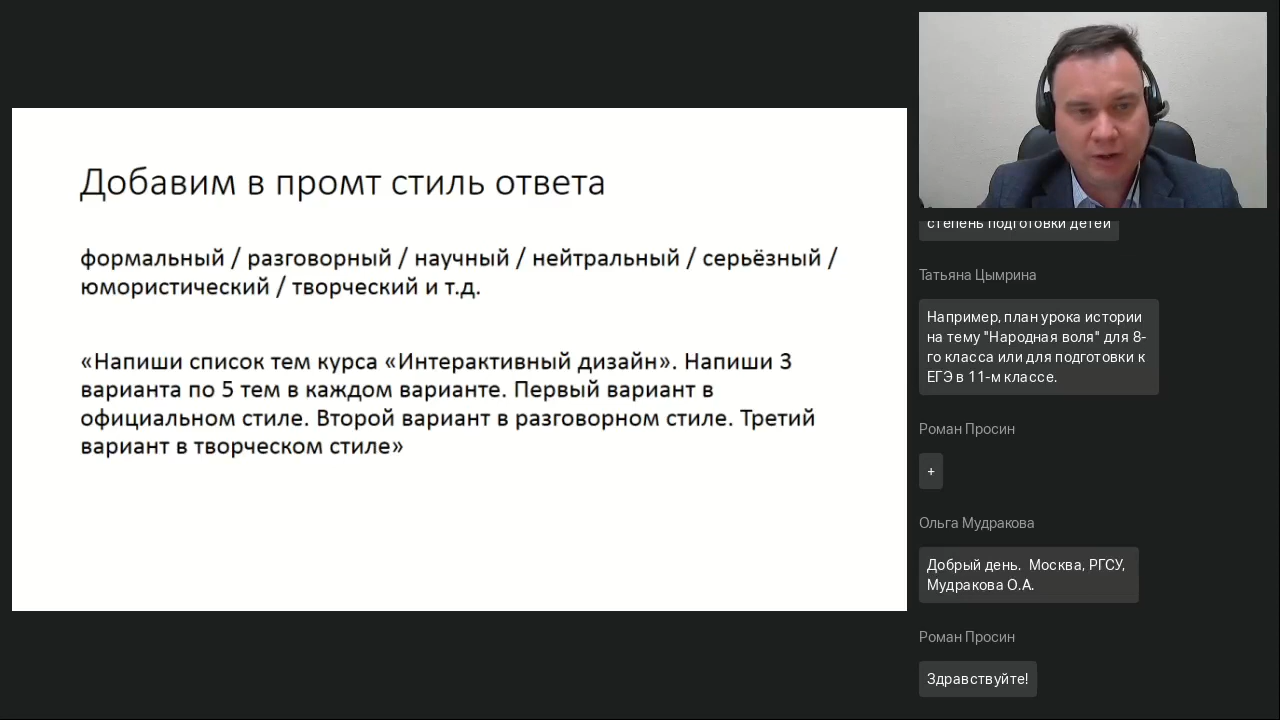 Добавим в промт стиль ответа
формальный / разговорный / научный / нейтральный / серьёзный /
юмористический / творческий и т.д.
«Напиши список тем курса «Интерактивный дизайн». Напиши 3
варианта по 5 тем в каждом варианте. Первый вариант в
официальном стиле. Второй вариант в разговорном стиле. Третий
вариант в творческом стиле»
степень подготовки детей
Татьяна Цымрина
Например, план урока истории
на тему "Народная воля" для 8-
го класса или для подготовки к
ЕГЭ в 11-м классе.
Роман Просин
+
Ольга Мудракова
Добрый день.  Москва, РГСУ,
Мудракова О.А.
Роман Просин
Здравствуйте!